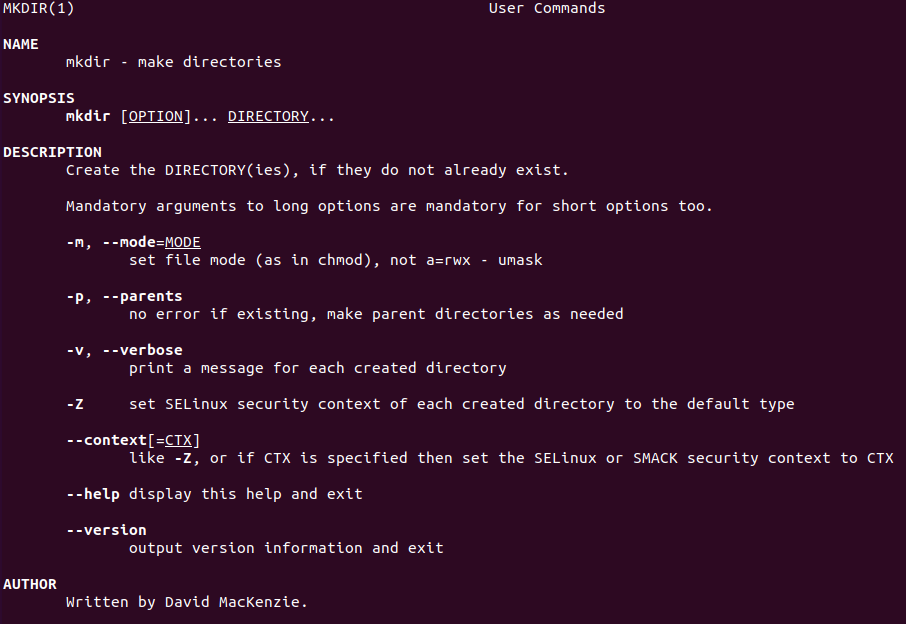 MKDIR(1) User Commands
NAME
mkdir - make directories
SYNOPSIS
mkdir [OPTION]... DIRECTORY...
DESCRIPTION
Create the DIRECTORY(ies), if they do not already exist.
Mandatory arguments to long options are mandatory for short options too.
-m, --mode=MODE
set file mode (as in chmod), not a=rwx - umask
-p, --parents
no error if existing, make parent directories as needed
-v, --verbose
print a message for each created directory
-Z set SELinux security context of each created directory to the default type
--context[=CTX]
like -Z, or if CTX is specified then set the SELinux or SMACK security context to CTX
--help display this help and exit
--version
output version information and exit
AUTHOR
Written by David MacKenzie.